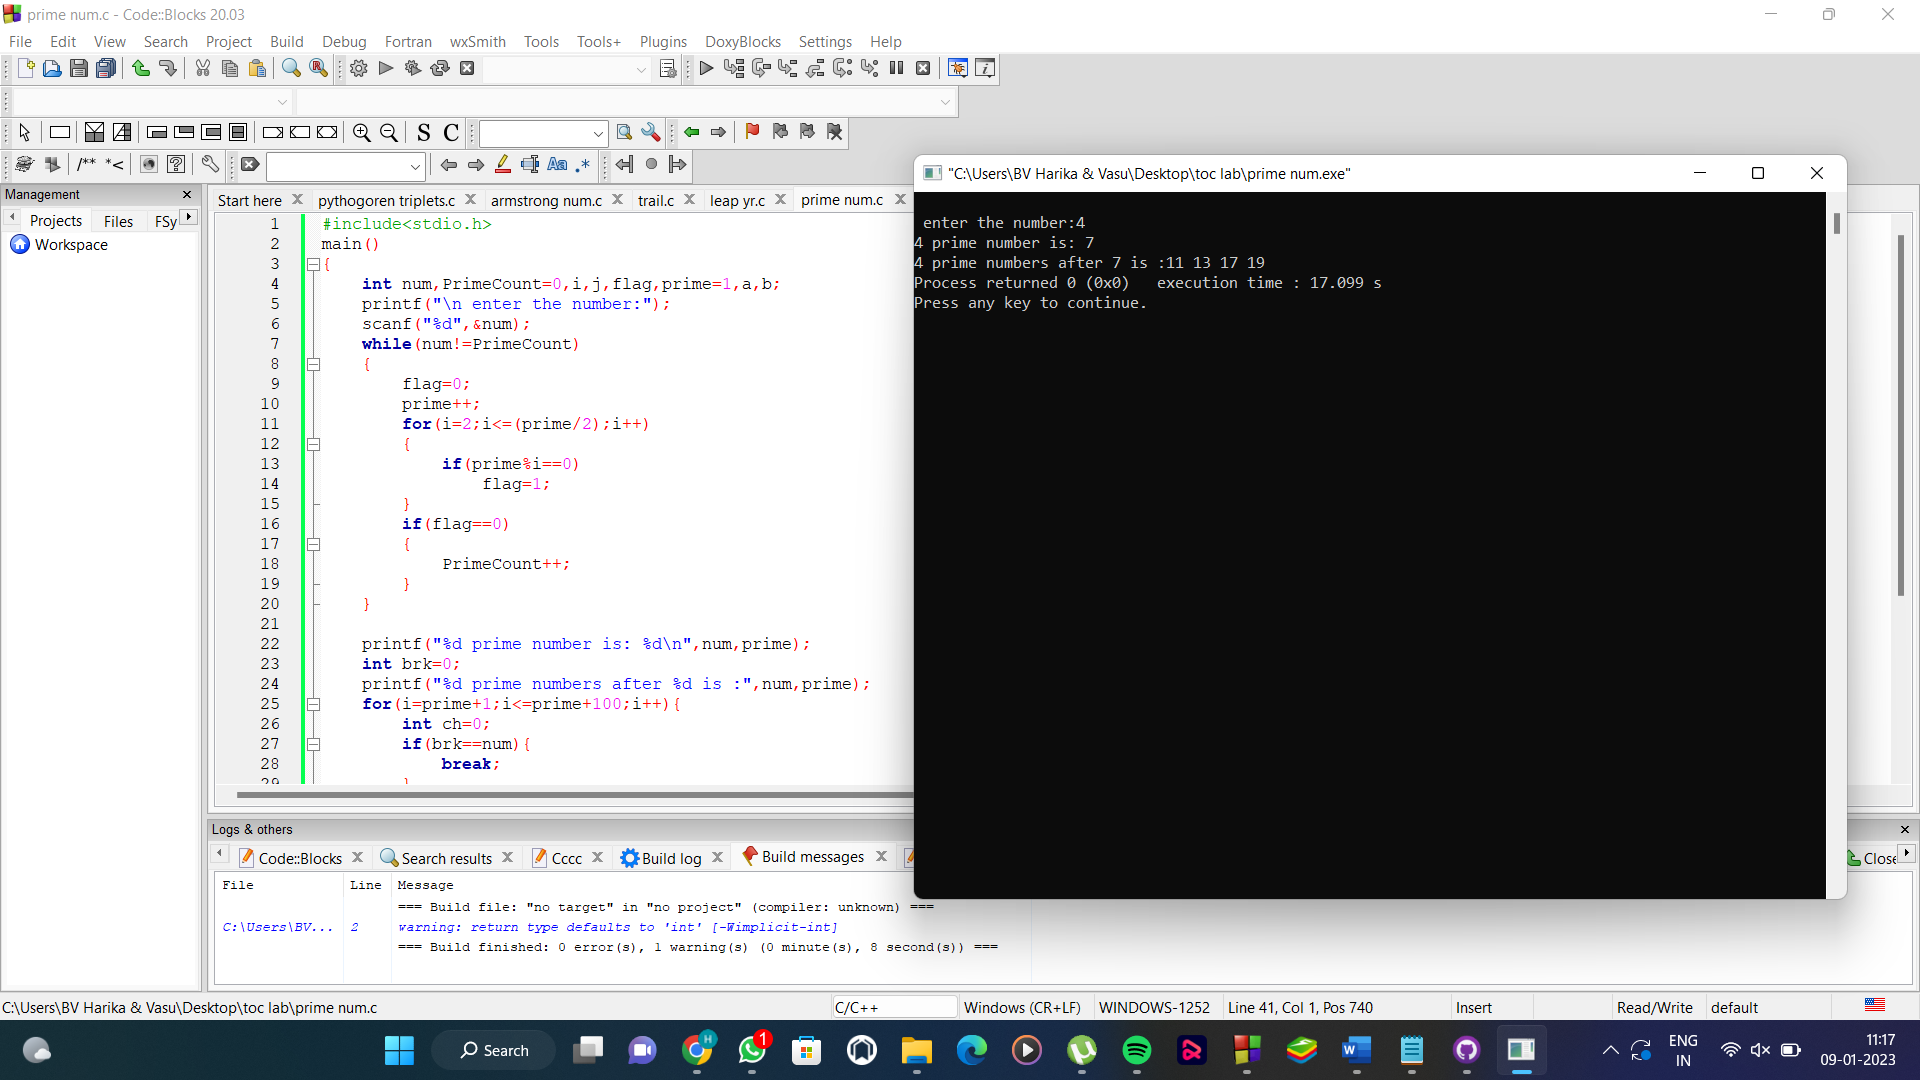 prime num.c - Code::Blocks 20.03
File Edit View Search Project Build Debug Fortran wxSmith Tools Tools+ Plugins DoxyBlocks Settings Help
S C
/** *<
Aa .*
Management
Projects Files FSy
Workspace
Start here pythogoren triplets.c armstrong num.c trail.c leap yr.c prime num.c
1 #include<stdio.h>
2 main()
3 {
4 int num,PrimeCount=0,i,j,flag,prime=1,a,b;
5 printf("\n enter the number:");
6 scanf("%d",&num);
7 while(num!=PrimeCount)
8 {
9 flag=0;
10 prime++;
11 for(i=2;i<=(prime/2);i++)
12 {
13 if(prime%i==0)
14 flag=1;
15 }
16 if(flag==0)
17 {
18 PrimeCount++;
19 }
20 }
21
22 printf("%d prime number is: %d\n",num,prime);
23 int brk=0;
24 printf("%d prime numbers after %d is :",num,prime);
25 for(i=prime+1;i<=prime+100;i++){
26 int ch=0;
27 if(brk==num){
28 break;
29 }
"C:\Users\BV Harika & Vasu\Desktop\toc lab\prime num.exe"
enter the number:4
4 prime number is: 7
4 prime numbers after 7 is :11 13 17 19
Process returned 0 (0x0) execution time : 17.099 s
Press any key to continue.
Logs & others
Code::Blocks Search results Cccc Build log Build messages Close
File Line Message
=== Build file: "no target" in "no project" (compiler: unknown) ===
C:\Users\BV... 2 warning: return type defaults to 'int' [-Wimplicit-int]
=== Build finished: 0 error(s), 1 warning(s) (0 minute(s), 8 second(s)) ===
C:\Users\BV Harika & Vasu\Desktop\toc lab\prime num.c C/C++ Windows (CR+LF) WINDOWS-1252 Line 41, Col 1, Pos 740 Insert Read/Write default
Search H 1 ENG IN 11:17 09-01-2023